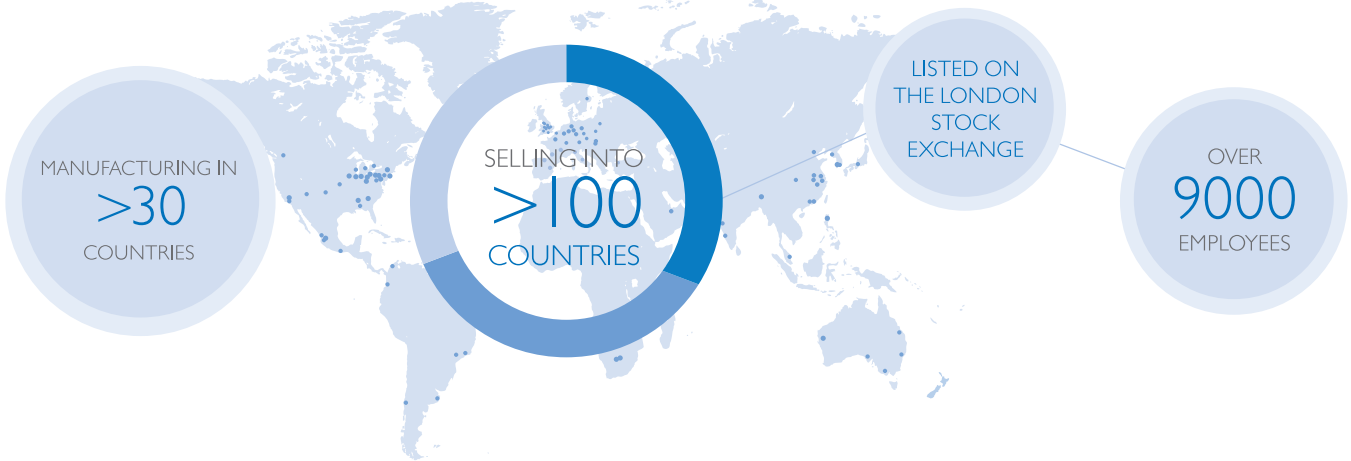 MANUFACTURING IN
>30
COUNTRIES
SELLING INTO
>100
COUNTRIES
LISTED ON
THE LONDON
STOCK
EXCHANGE
OVER
9000
EMPLOYEES